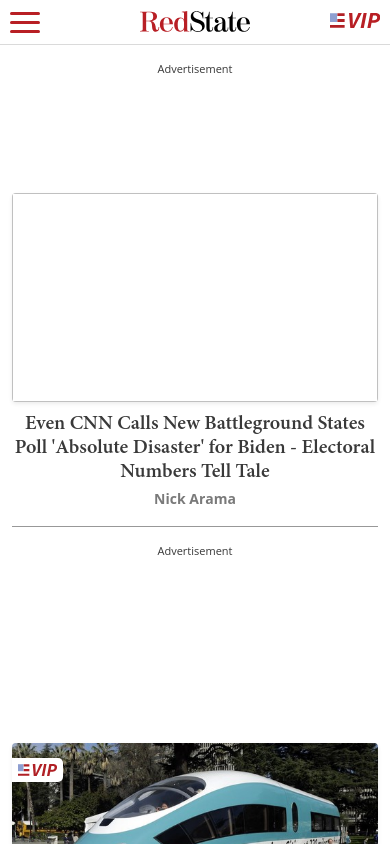 RedState
VIP
Advertisement
Even CNN Calls New Battleground States
Poll 'Absolute Disaster' for Biden - Electoral
Numbers Tell Tale
Nick Arama
Advertisement
VIP